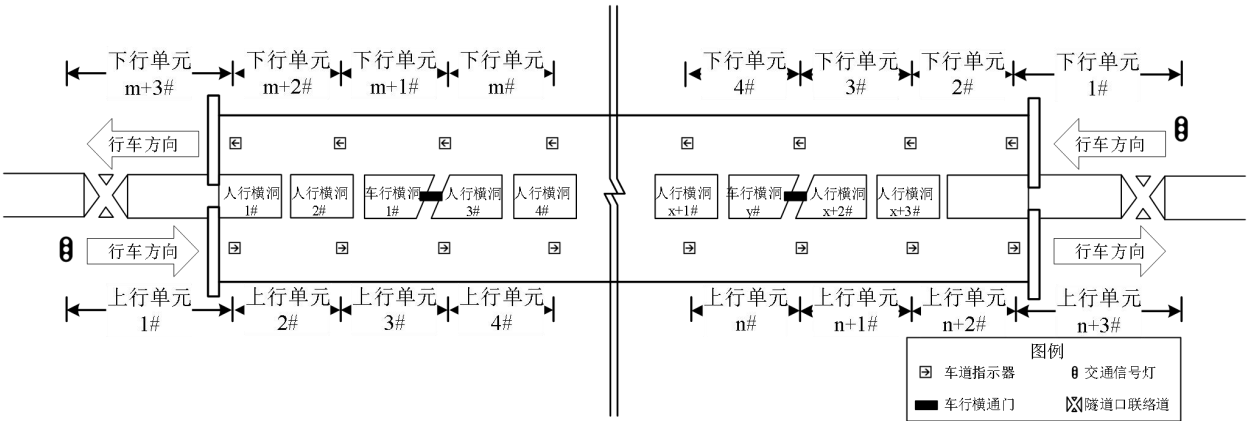 下行单元 下行单元 下行单元 下行单元 下行单元 下行单元 下行单元 下行单元
m+3# m+2# m+1# m# 4# 3# 2# 1#
行车方向 行车方向
人行横洞 人行横洞 车行横洞 人行横洞 人行横洞 人行横洞 车行横洞 人行横洞 人行横洞
1# 2# 1# 3# 4# x+1# y# x+2# x+3#
行车方向 行车方向
上行单元 上行单元 上行单元 上行单元 上行单元 上行单元 上行单元 上行单元
1# 2# 3# 4# n# n+1# n+2# n+3#
图例
车道指示器 交通信号灯
车行横通门 隧道口联络道